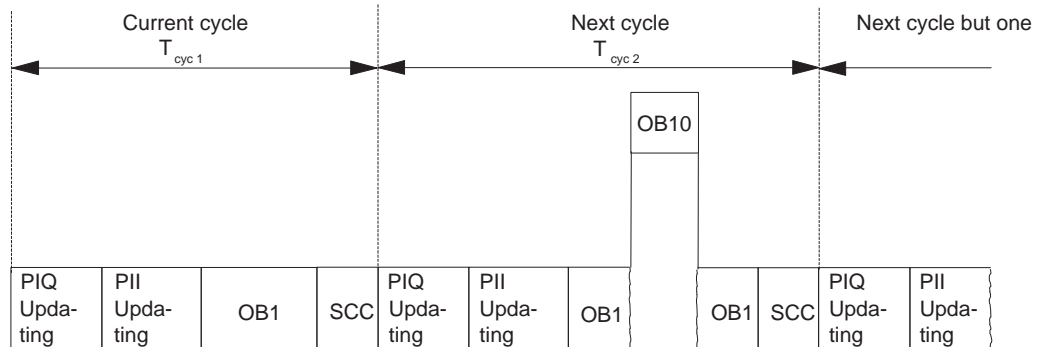 Current cycle
T cyc 1
Next cycle
T cyc 2
Next cycle but one
OB10
PIQ
Upda-
ting
PII
Upda-
ting
OB1
SCC
PIQ
Upda-
ting
PII
Upda-
ting
OB1
OB1
SCC
PIQ
Upda-
ting
PII
Upda-
ting